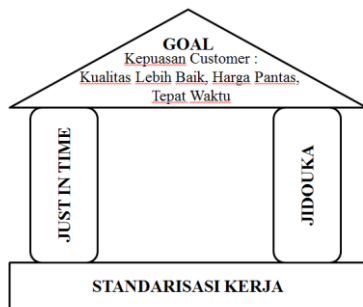 GOAL
Kepuasan Customer :
Kualitas Lebih Baik, Harga Pantas,
Tepat Waktu
JUST IN TIME
JIDOUKA
STANDARISASI KERJA